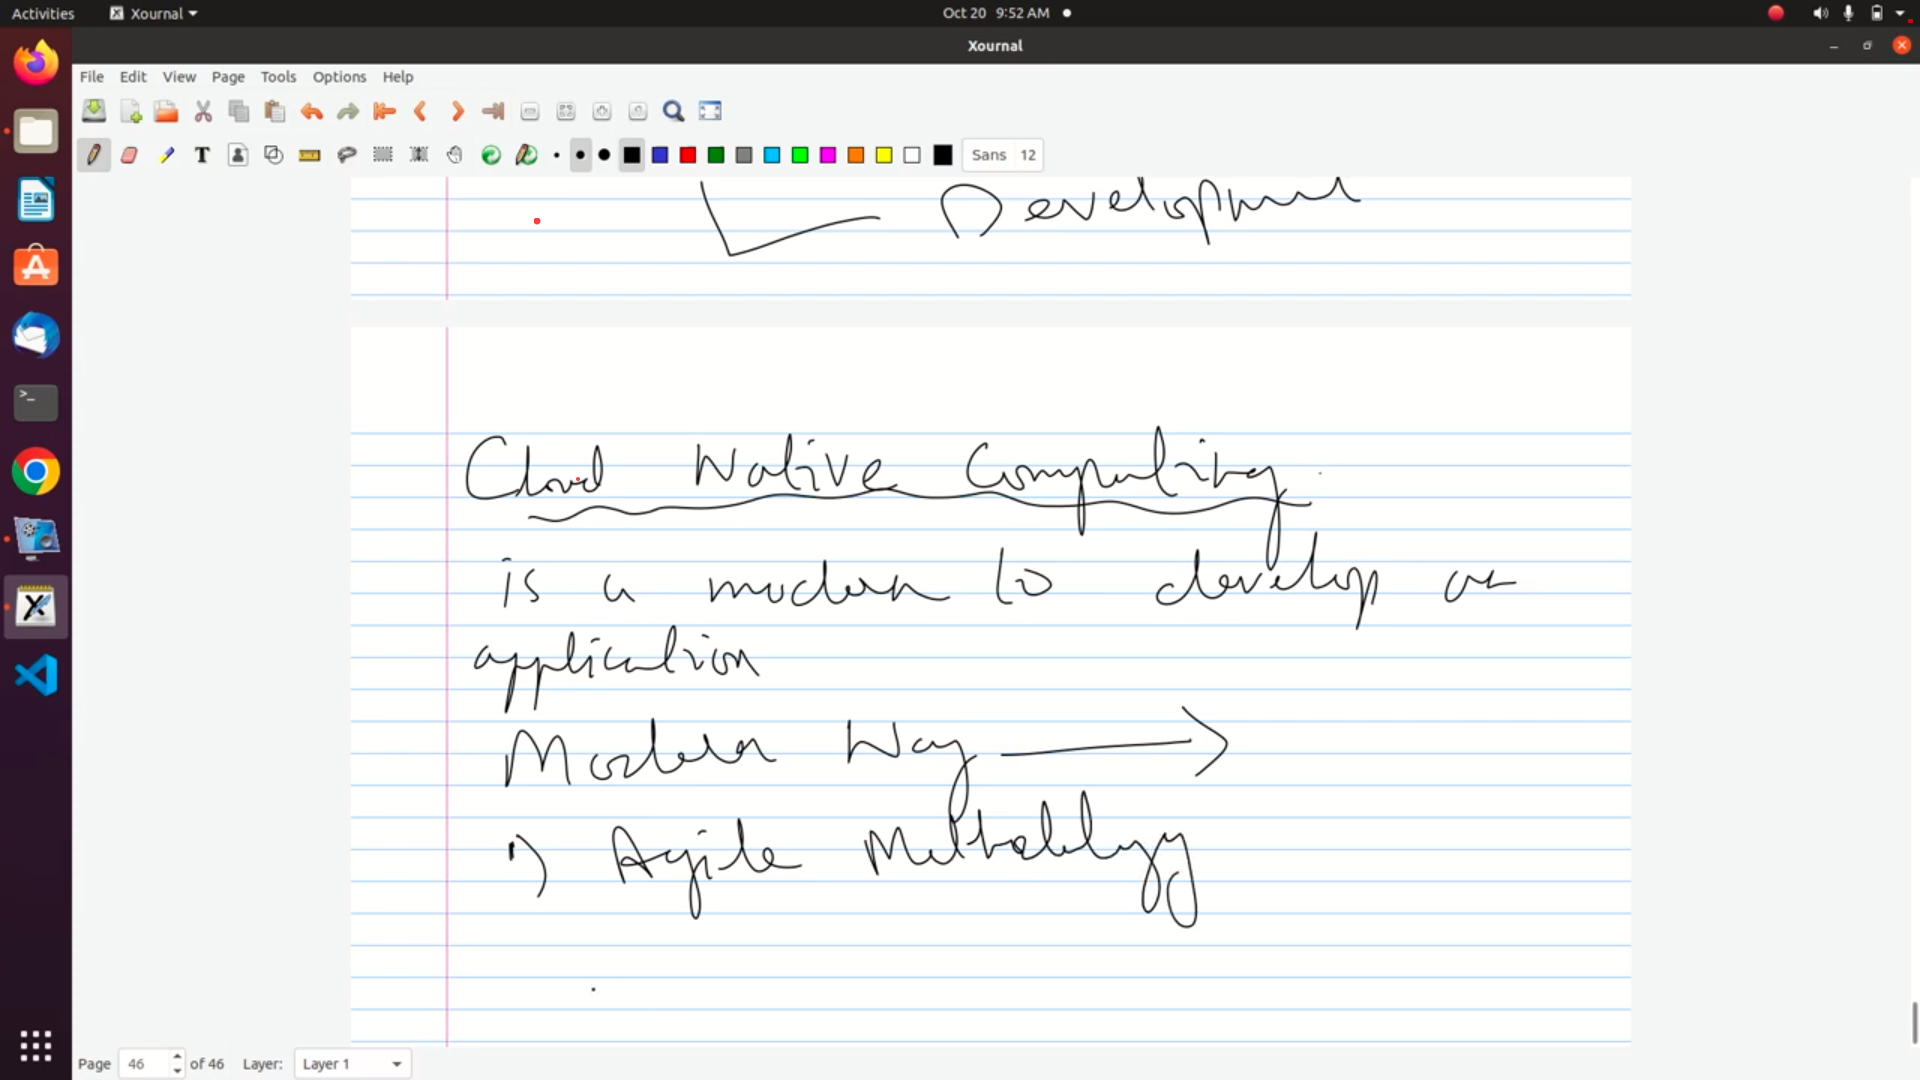 Activities Xournal Oct 20 9:52 AM
Xournal
File Edit View Page Tools Options Help
T Sans 12
Development
Cloud Native Computing
is a modern to develop an
application
Modern Way
1) Agile Methodology
Page 46 of 46 Layer: Layer 1